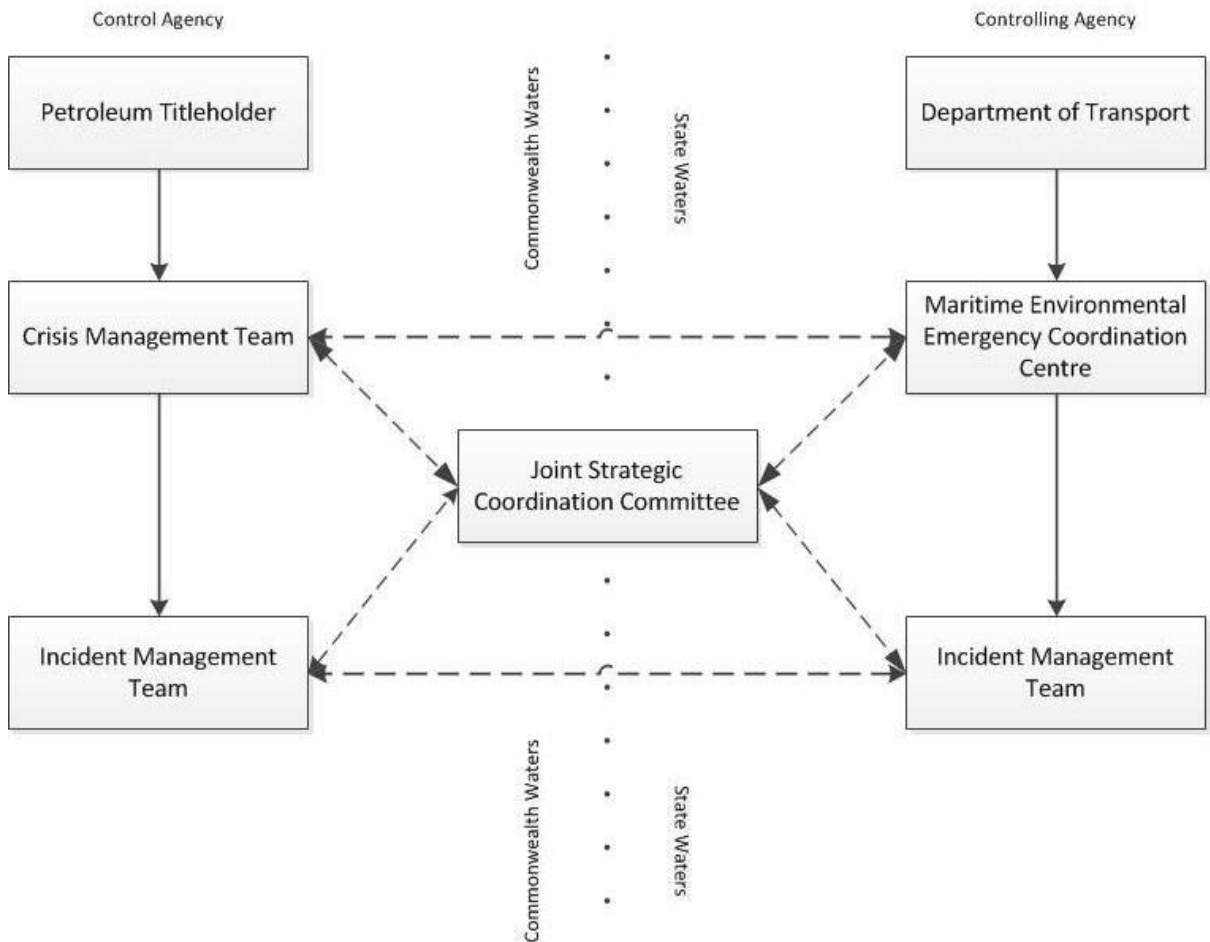 Control Agency
Controlling Agency
Petroleum Titleholder
Department of Transport
Commonwealth Waters
State Waters
Crisis Management Team
Maritime Environmental
Emergency Coordination
Centre
Joint Strategic
Coordination Committee
Incident Management
Team
Incident Management
Team
Commonwealth Waters
State Waters